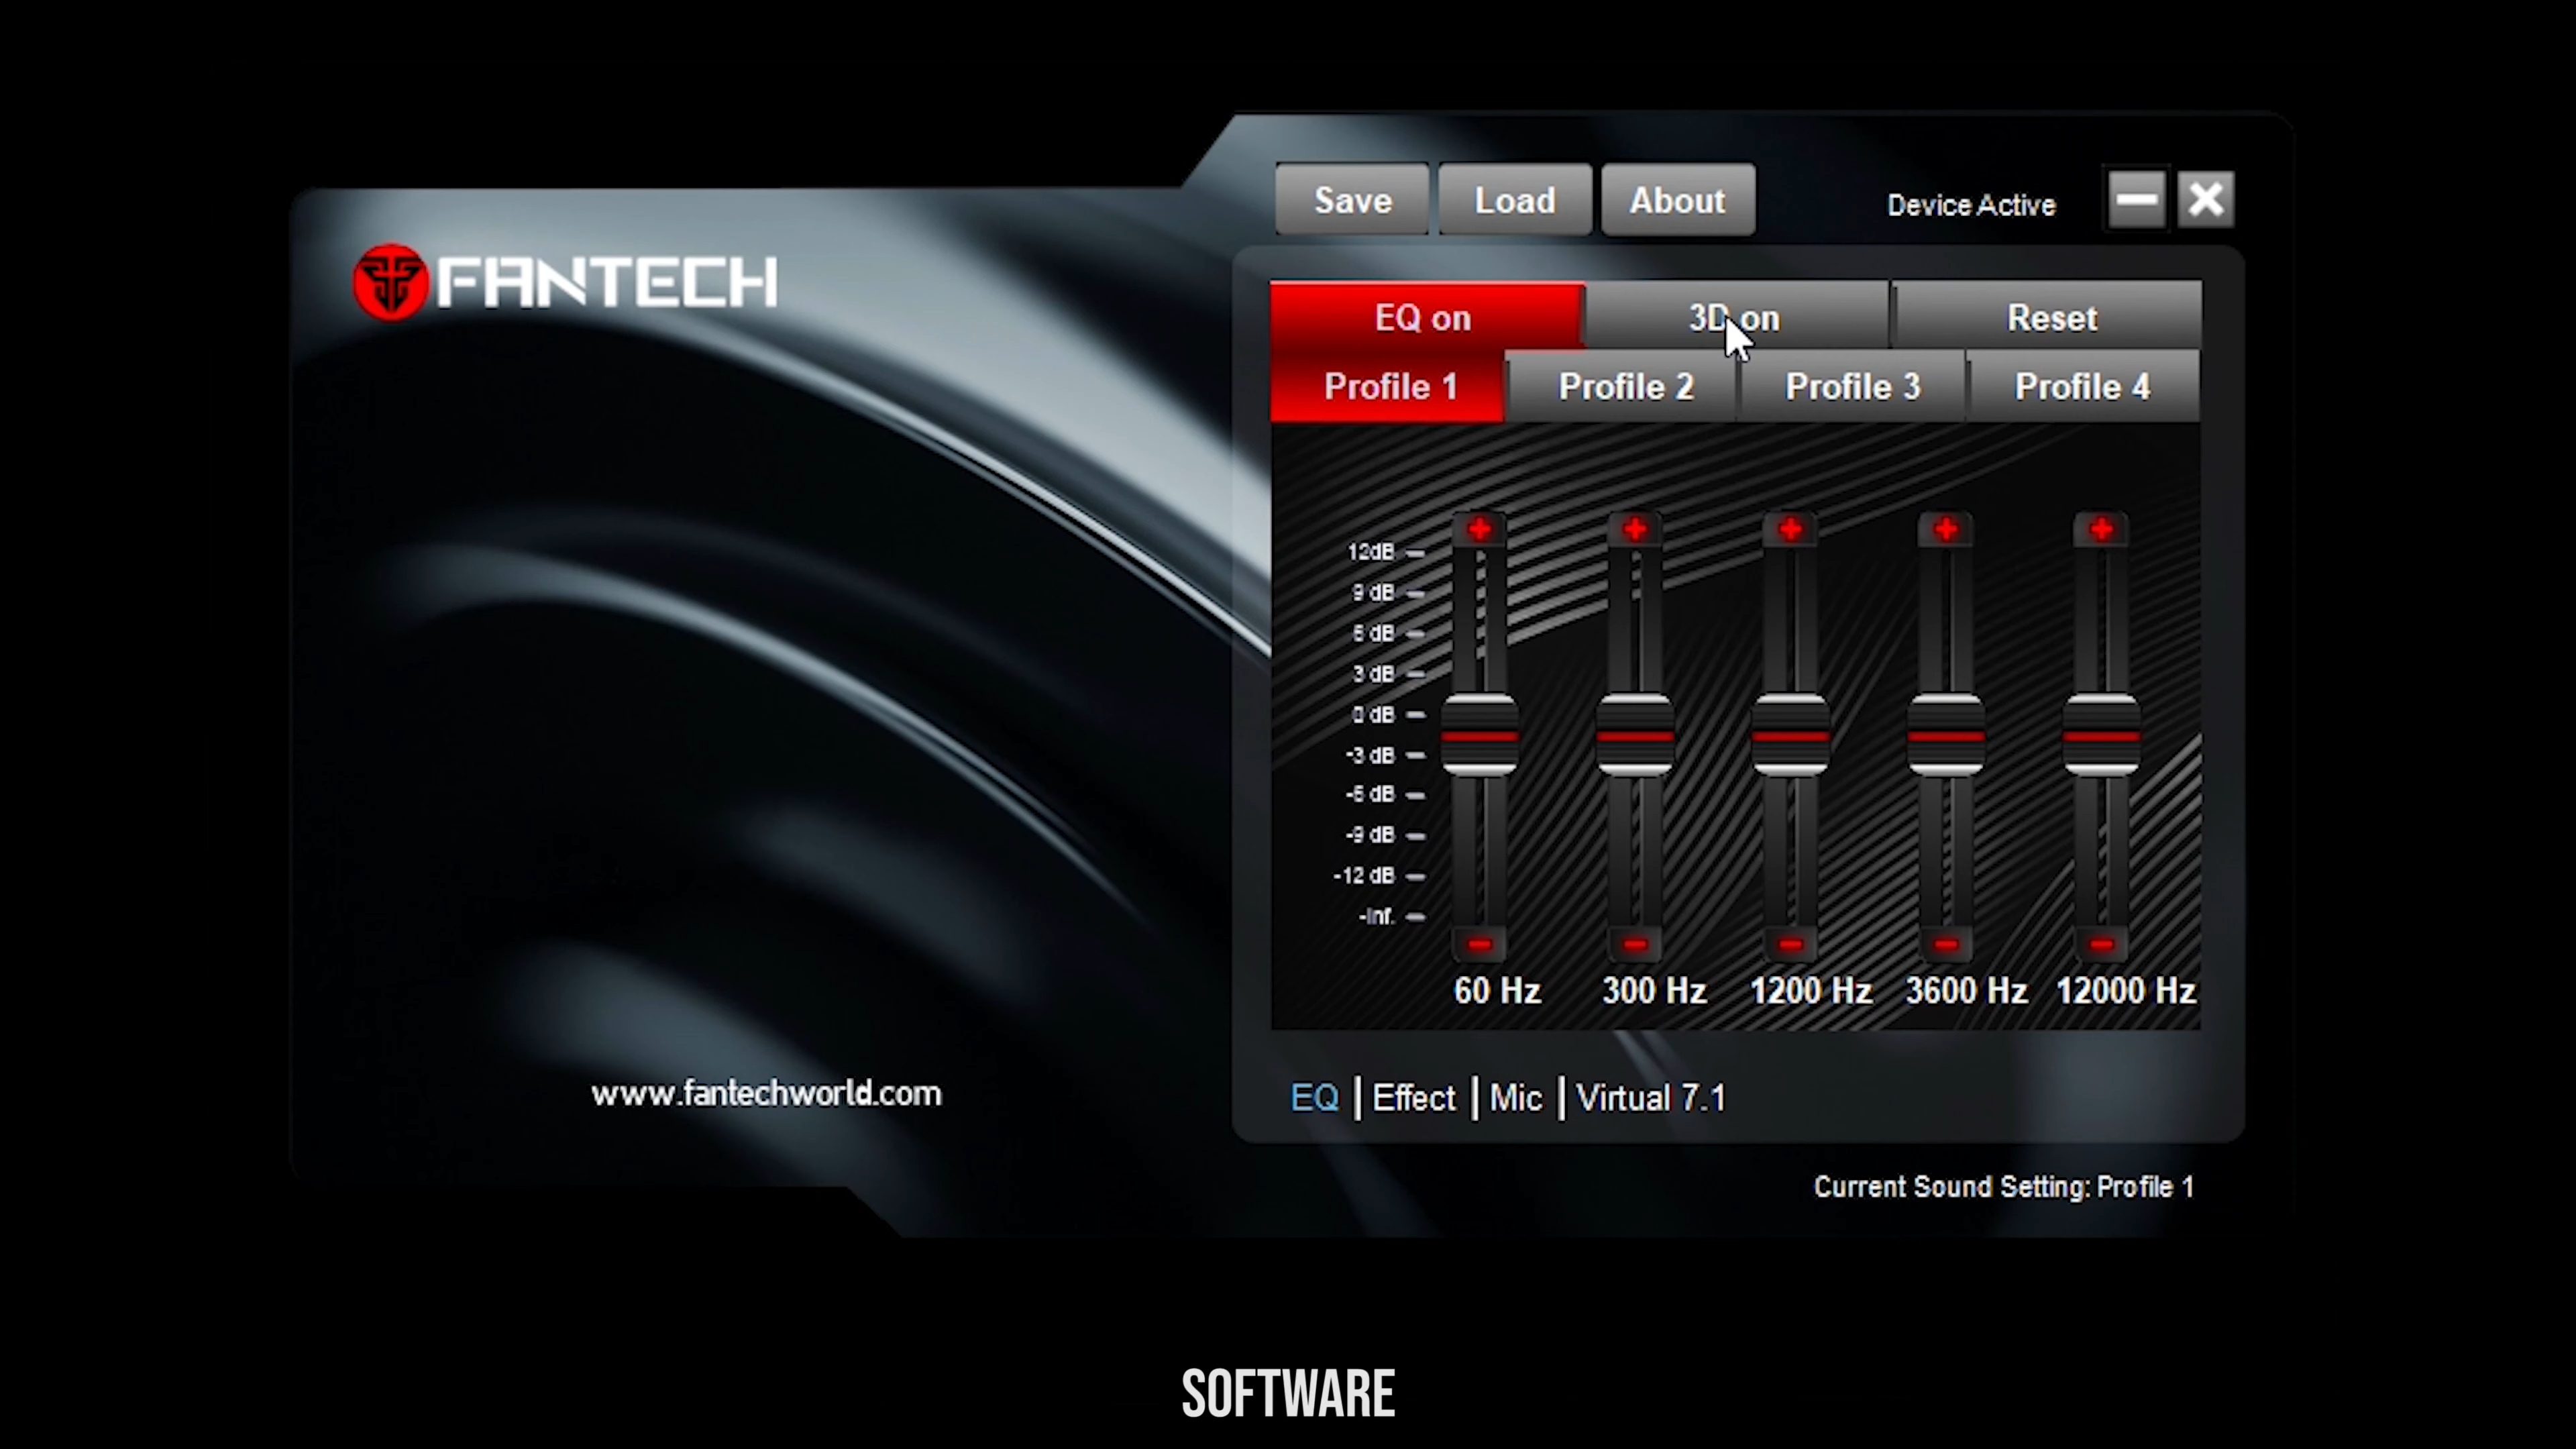 Save Load About Device Active
FANTECH
EQ on 3D on Reset
Profile 1 Profile 2 Profile 3 Profile 4
12dB
9 dB
6 dB
3 dB
0 dB
-3 dB
-6 dB
-9 dB
-12 dB
-Inf.
60 Hz 300 Hz 1200 Hz 3600 Hz 12000 Hz
www.fantechworld.com
EQ | Effect | Mic | Virtual 7.1
Current Sound Setting: Profile 1
SOFTWARE